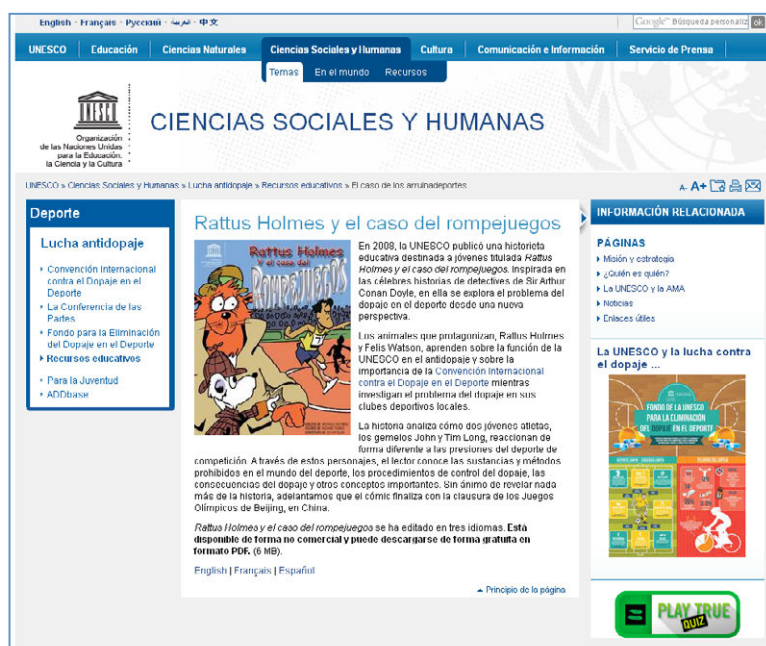 English · Français · Русский · العربية · 中文
Google™ Búsqueda personaliz ok
UNESCO Educación Ciencias Naturales Ciencias Sociales y Humanas Cultura Comunicación e Información Servicio de Prensa
Temas En el mundo Recursos
UNESCO
Organización
de las Naciones Unidas
para la Educación,
la Ciencia y la Cultura
CIENCIAS SOCIALES Y HUMANAS
UNESCO » Ciencias Sociales y Humanas » Lucha antidopaje » Recursos educativos » El caso de los arruinadeportes
A- A+
Deporte
Lucha antidopaje
Convención Internacional
contra el Dopaje en el
Deporte
La Conferencia de las
Partes
Fondo para la Eliminación
del Dopaje en el Deporte
Recursos educativos
Para la Juventud
ADDbase
Rattus Holmes y el caso del rompejuegos
Rattus Holmes
Y el caso del
ROMPEJUEGOS
En 2008, la UNESCO publicó una historieta
educativa destinada a jóvenes titulada Rattus
Holmes y el caso del rompejuegos. Inspirada en
las célebres historias de detectives de Sir Arthur
Conan Doyle, en ella se explora el problema del
dopaje en el deporte desde una nueva
perspectiva.
Los animales que protagonizan, Rattus Holmes
y Felis Watson, aprenden sobre la función de la
UNESCO en el antidopaje y sobre la
importancia de la Convención Internacional
contra el Dopaje en el Deporte mientras
investigan el problema del dopaje en sus
clubes deportivos locales.
La historia analiza cómo dos jóvenes atletas,
los gemelos John y Tim Long, reaccionan de
forma diferente a las presiones del deporte de
competición. A través de estos personajes, el lector conoce las sustancias y métodos
prohibidos en el mundo del deporte, los procedimientos de control del dopaje, las
consecuencias del dopaje y otros conceptos importantes. Sin ánimo de revelar nada
más de la historia, adelantamos que el cómic finaliza con la clausura de los Juegos
Olímpicos de Beijing, en China.
Rattus Holmes y el caso del rompejuegos se ha editado en tres idiomas. Está
disponible de forma no comercial y puede descargarse de forma gratuita en
formato PDF. (6 MB).
English | Français | Español
Principio de la página
INFORMACIÓN RELACIONADA
PÁGINAS
Misión y estrategia
¿Quién es quién?
La UNESCO y la AMA
Noticias
Enlaces útiles
La UNESCO y la lucha contra
el dopaje ...
FONDO DE LA UNESCO
PARA LA ELIMINACIÓN
DEL DOPAJE EN EL DEPORTE
PLAY TRUE
QUIZ